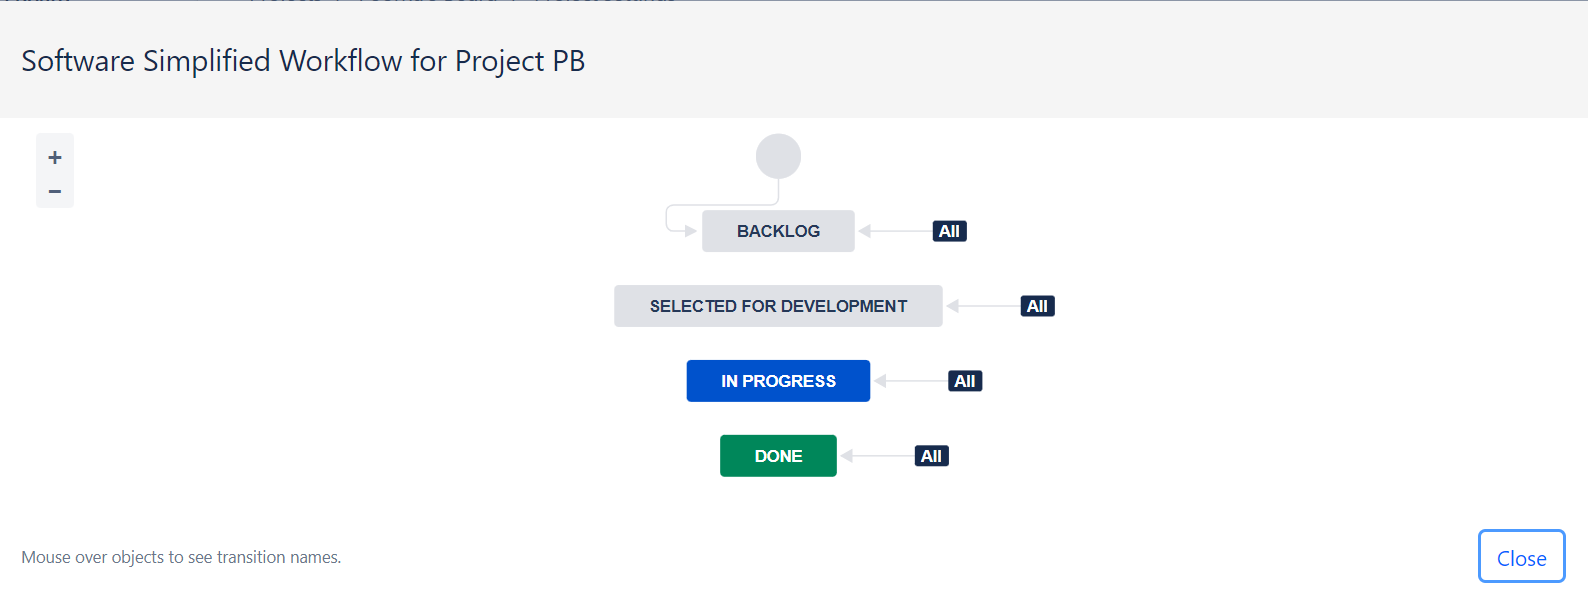 Software Simplified Workflow for Project PB
+
−
BACKLOG
All
SELECTED FOR DEVELOPMENT
All
IN PROGRESS
All
DONE
All
Mouse over objects to see transition names.
Close